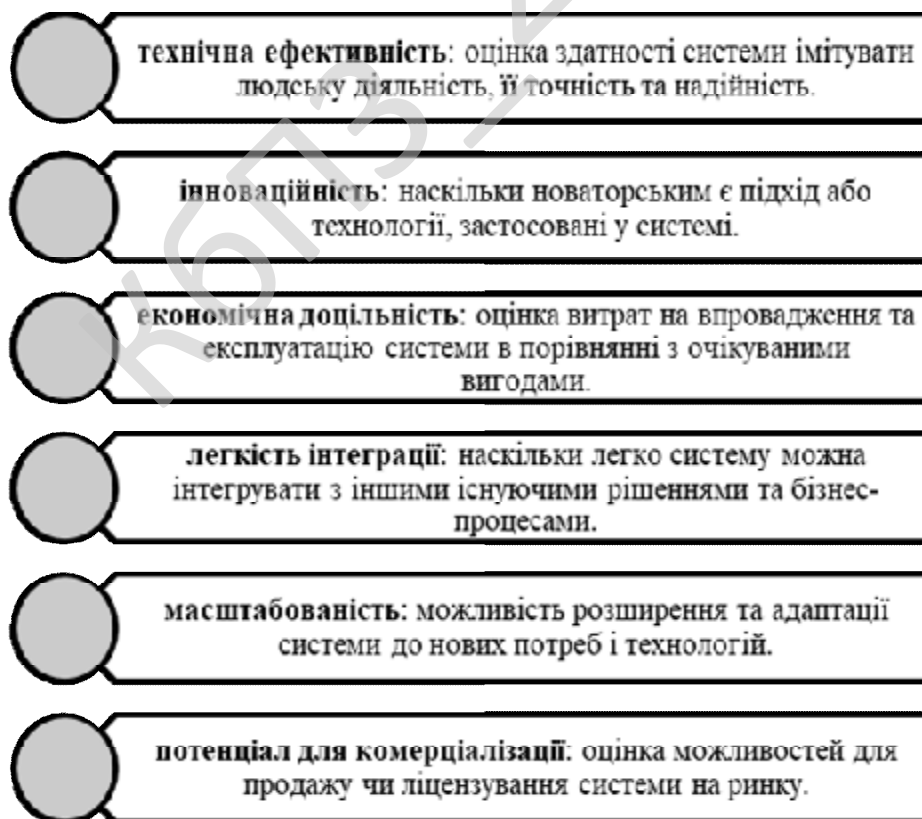 технічна ефективність: оцінка здатності системи імітувати
людську діяльність, її точність та надійність.
інноваційність: наскільки новаторським є підхід або
технології, застосовані у системі.
економічна доцільність: оцінка витрат на впровадження та
експлуатацію системи в порівнянні з очікуваними
вигодами.
легкість інтеграції: наскільки легко систему можна
інтегрувати з іншими існуючими рішеннями та бізнес-
процесами.
масштабованість: можливість розширення та адаптації
системи до нових потреб і технологій.
потенціал для комерціалізації: оцінка можливостей для
продажу чи ліцензування системи на ринку.